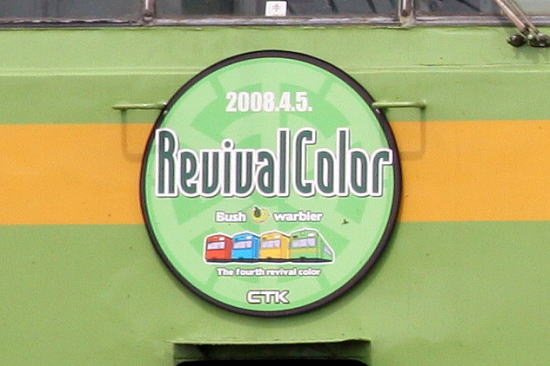 2008.4.5.
Revival Color
Bush warbler
The fourth revival color
CTK